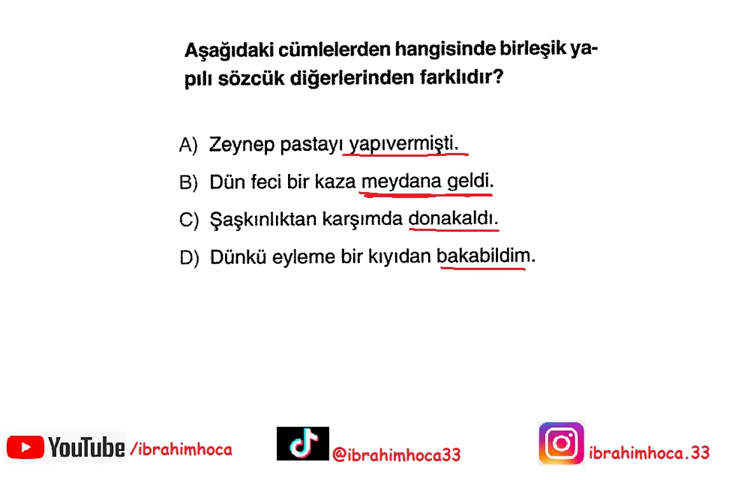 Aşağıdaki cümlelerden hangisinde birleşik ya-
pılı sözcük diğerlerinden farklıdır?
A) Zeynep pastayı yapıvermişti.
B) Dün feci bir kaza meydana geldi.
C) Şaşkınlıktan karşımda donakaldı.
D) Dünkü eyleme bir kıyıdan bakabildim.
YouTube /ibrahimhoca
@ibrahimhoca33
ibrahimhoca.33